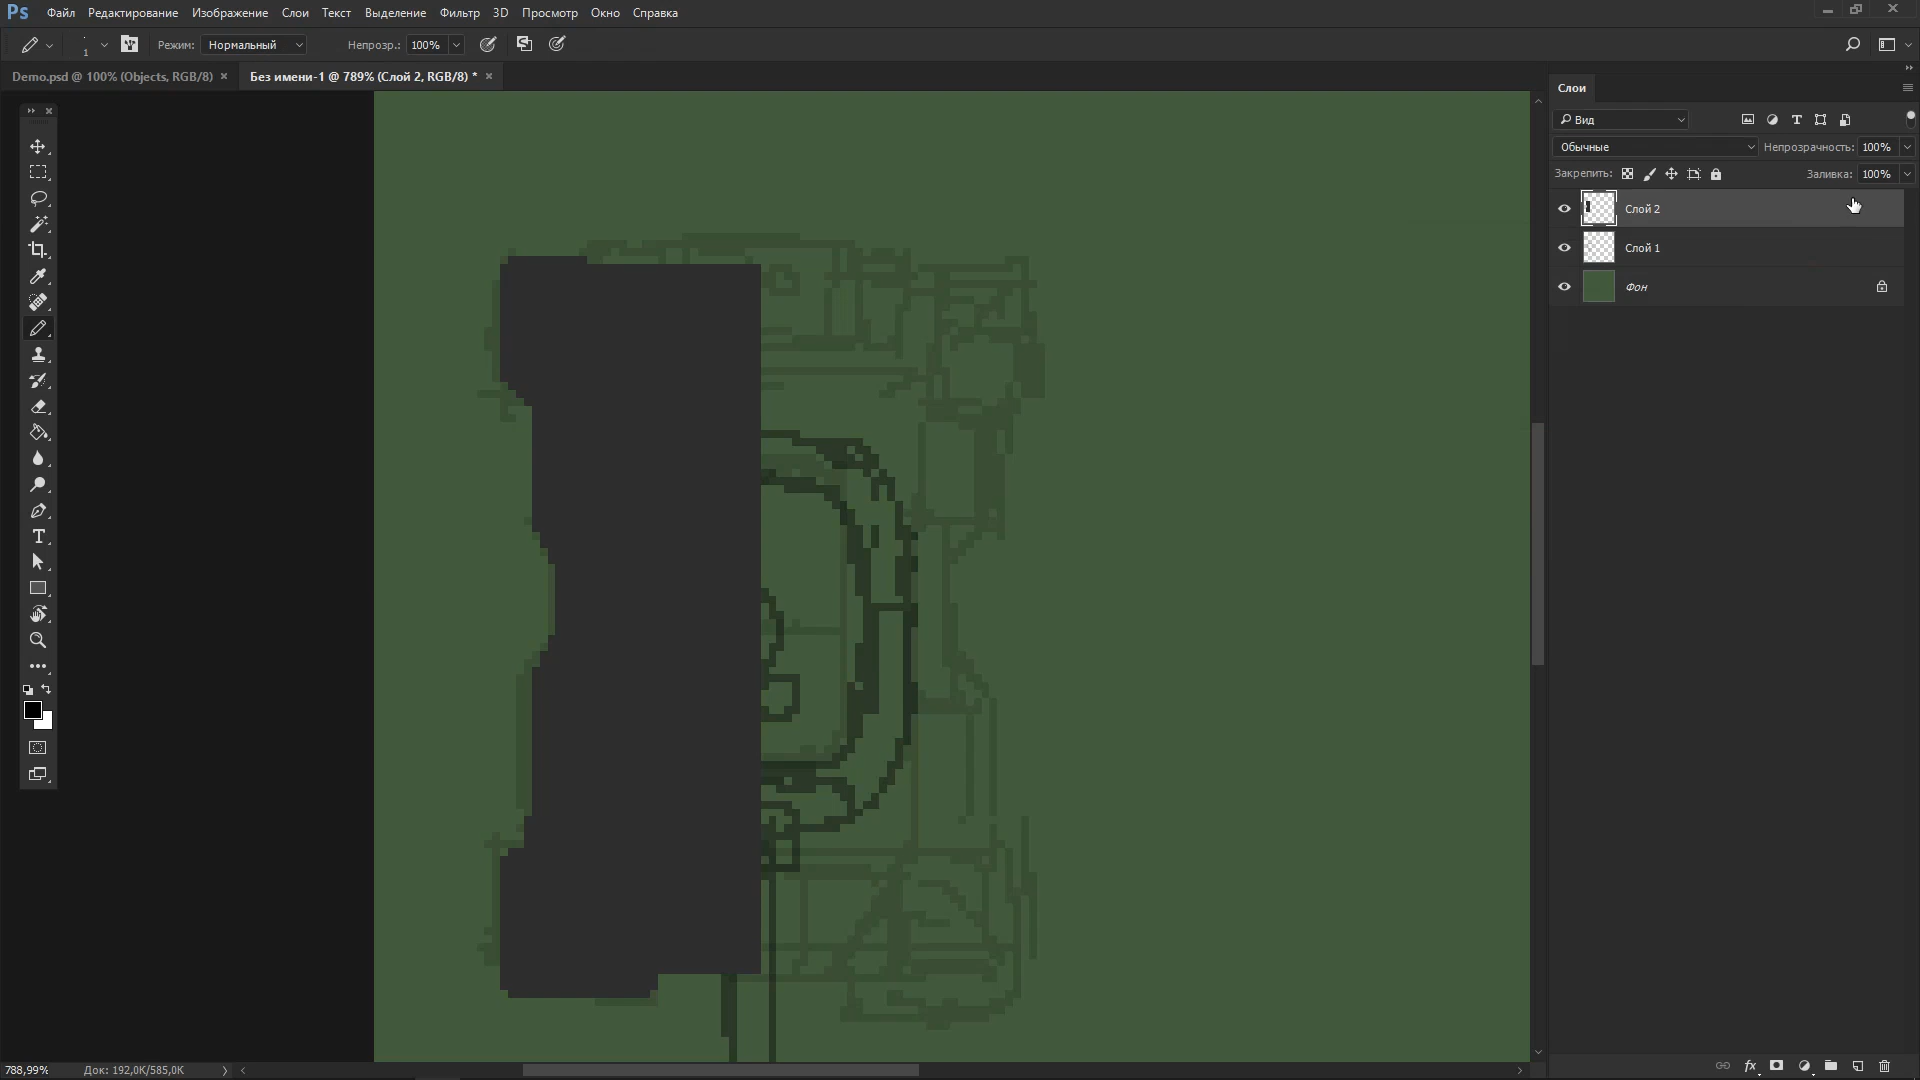 Ps Файл Редактирование Изображение Слои Текст Выделение Фильтр 3D Просмотр Окно Справка
1 Режим: Нормальный Непрозр.: 100%
Demo.psd @ 100% (Objects, RGB/8) × Без имени-1 @ 789% (Слой 2, RGB/8) * ×
Слои
Вид
Обычные Непрозрачность: 100%
Закрепить: Заливка: 100%
Слой 2
Слой 1
Фон
788,99% Док: 192,0K/585,0K